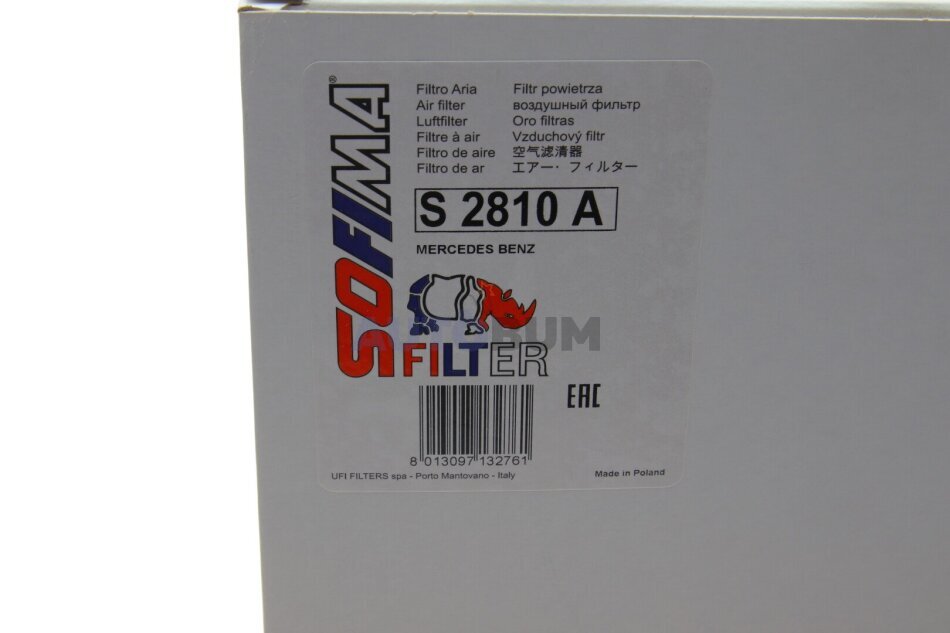 SOFIMA®
Filtro Aria
Air filter
Luftfilter
Filtre à air
Filtro de aire
Filtro de ar
Filtr powietrza
воздушный фильтр
Oro filtras
Vzduchový filtr
空气滤清器
エアー・フィルター
S 2810 A
MERCEDES BENZ
AUTOBUM
FILTER
EAC
8 013097 132761
UFI FILTERS spa - Porto Mantovano - Italy
Made in Poland